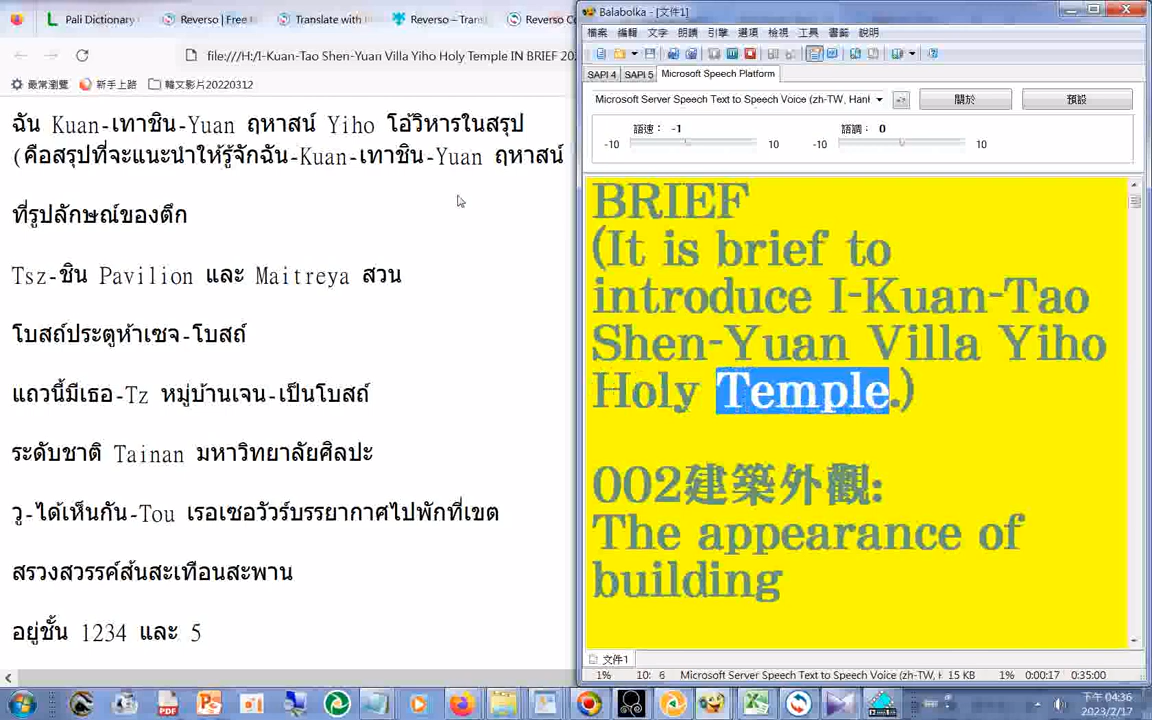 Pali Dictionary
Reverso | Free
Translate with
Reverso – Tran
Reverso Co
file:///H:/I-Kuan-Tao Shen-Yuan Villa Yiho Holy Temple IN BRIEF 20
最常瀏覽 新手上路 韓文影片20220312
ฉัน Kuan-เทาชิน-Yuan ฤหาสน์ Yiho โอ้วิหารในสรุป
(คือสรุปที่จะแนะนำให้รู้จักฉัน-Kuan-เทาชิน-Yuan ฤหาสน์
ที่รูปลักษณ์ของตึก
Tsz-ชิน Pavilion และ Maitreya สวน
โบสถ์ประตูห้าเซจ-โบสถ์
แถวนี้มีเธอ-Tz หมู่บ้านเจน-เป็นโบสถ์
ระดับชาติ Tainan มหาวิทยาลัยศิลปะ
วู-ได้เห็นกัน-Tou เรอเซอวัวร์บรรยากาศไปพักที่เขต
สรวงสวรรค์ส้นสะเทือนสะพาน
อยู่ชั้น 1234 และ 5
Balabolka - [文件1]
檔案 編輯 文字 朗讀 引擎 選項 檢視 工具 書籤 說明
SAPI 4 SAPI 5 Microsoft Speech Platform
Microsoft Server Speech Text to Speech Voice (zh-TW, Hanl
關於 預設
語速： -1 語調： 0
-10 10 -10 10
BRIEF
(It is brief to
introduce I-Kuan-Tao
Shen-Yuan Villa Yiho
Holy Temple.)
002建築外觀:
The appearance of
building
文件1
1% 10: 6 Microsoft Server Speech Text to Speech Voice (zh-TW, H 15 KB 1% 0:00:17 0:35:00
PDF
下午 04:36
2023/2/17